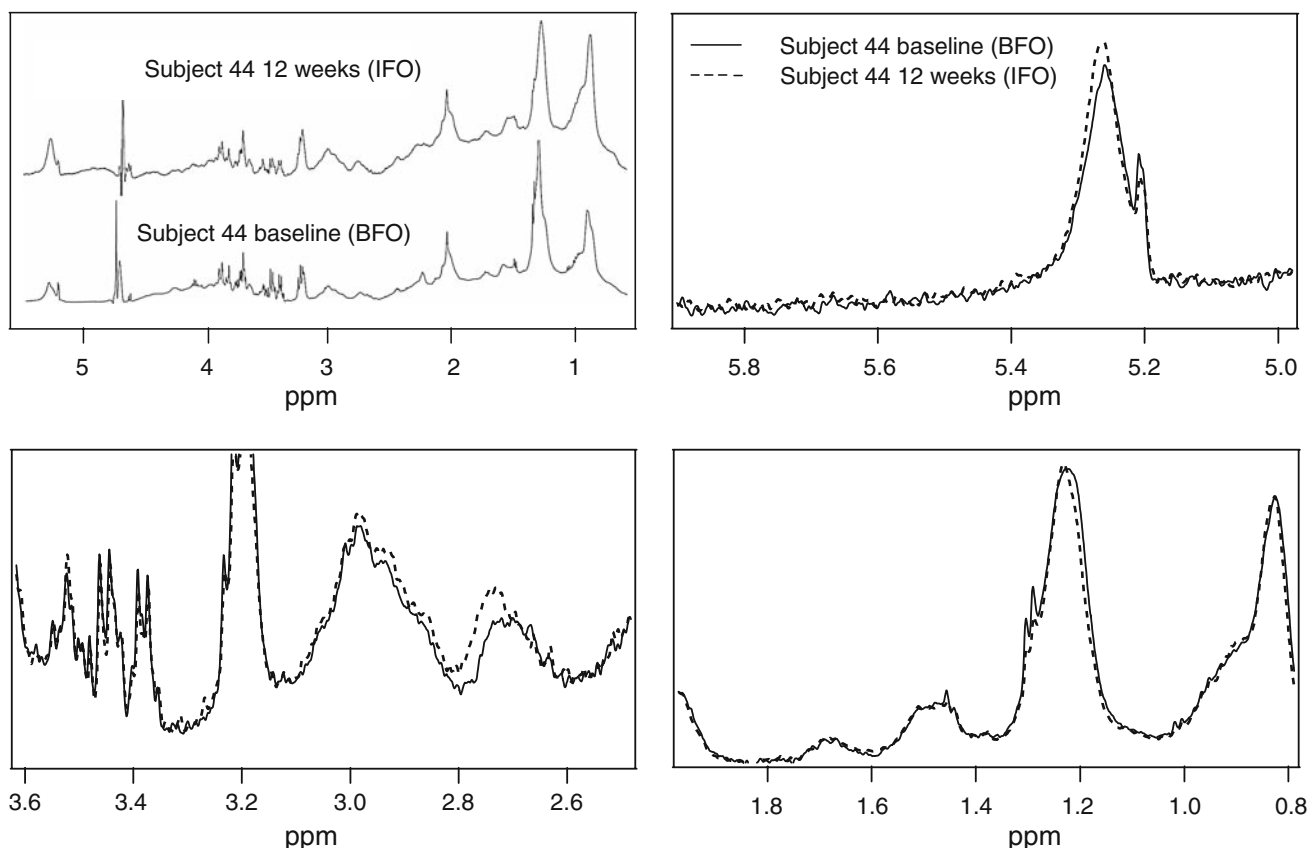 Subject 44 12 weeks (IFO)
Subject 44 baseline (BFO)
5 4 3 2 1
ppm
Subject 44 baseline (BFO)
Subject 44 12 weeks (IFO)
5.8 5.6 5.4 5.2 5.0
ppm
3.6 3.4 3.2 3.0 2.8 2.6
ppm
1.8 1.6 1.4 1.2 1.0 0.8
ppm